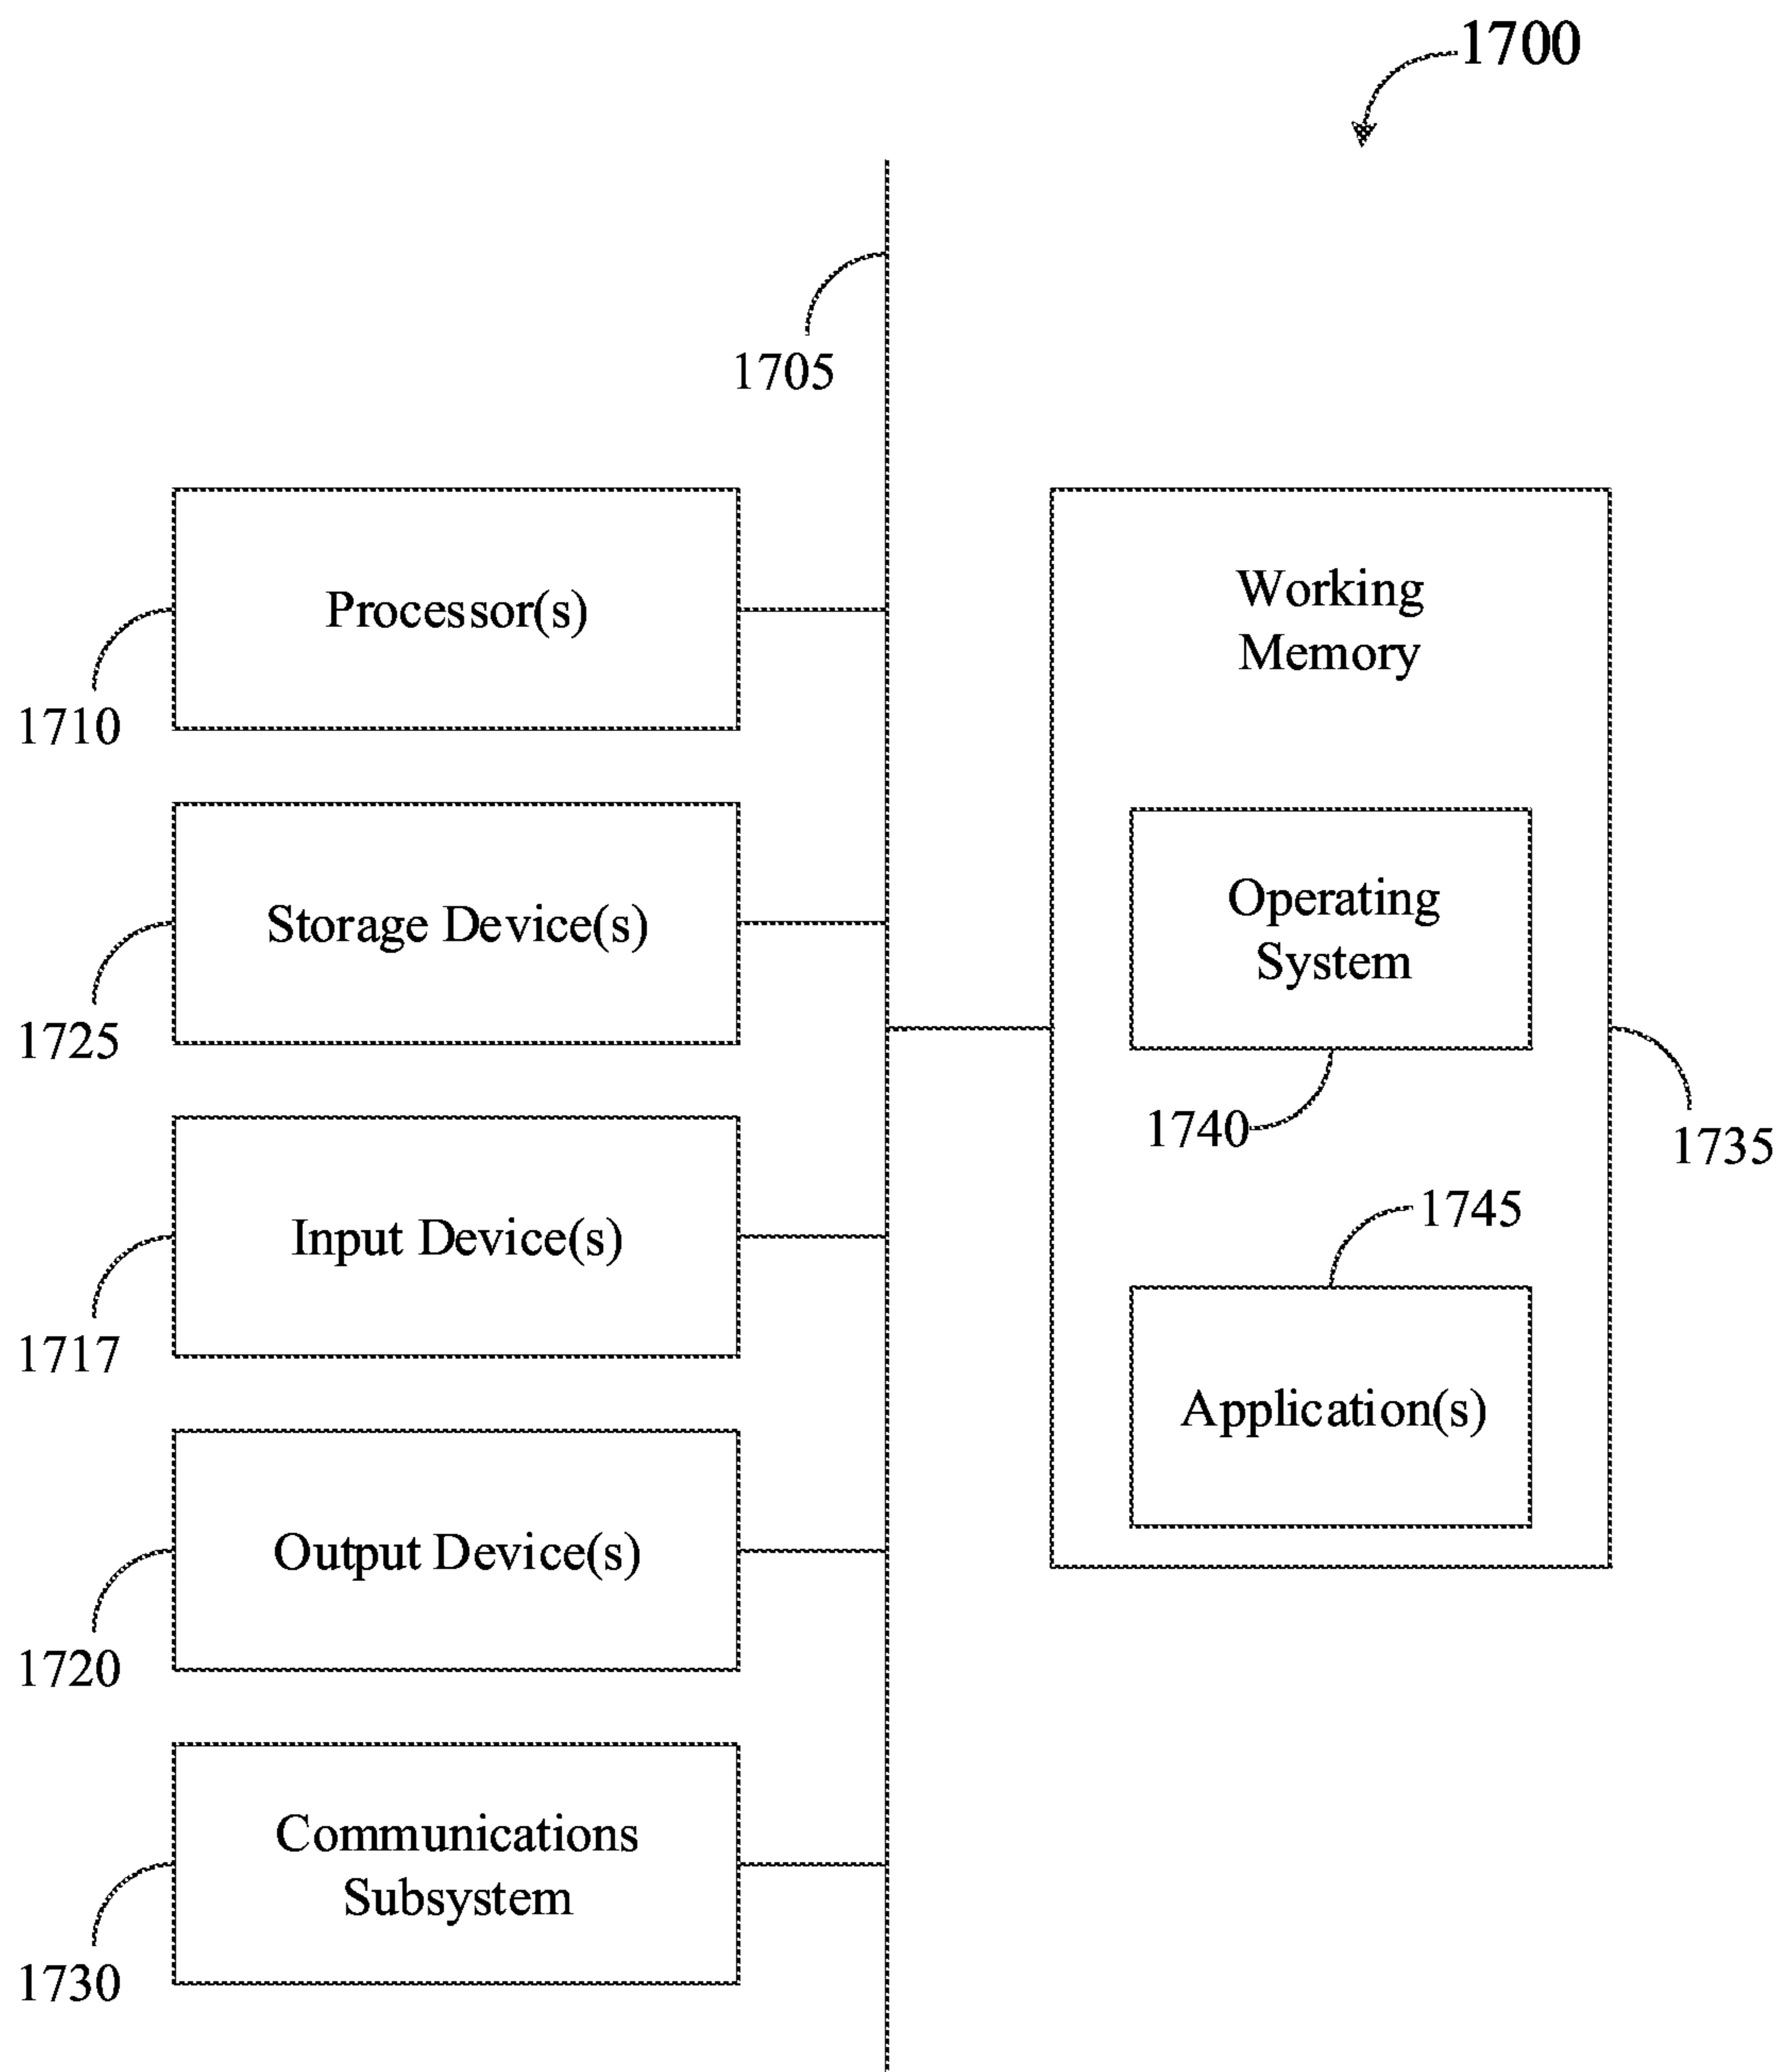 1700
1705
Processor(s)
1710
Storage Device(s)
1725
Input Device(s)
1717
Output Device(s)
1720
Communications
Subsystem
1730
Working
Memory
Operating
System
1740
1735
1745
Application(s)